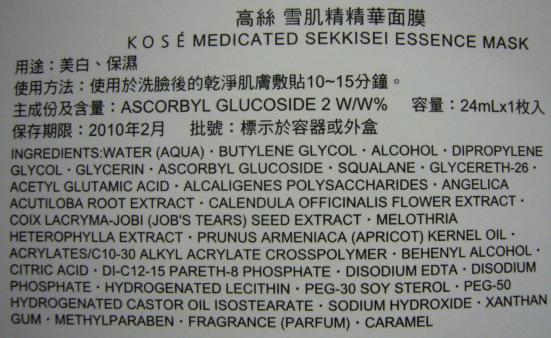 高絲 雪肌精精華面膜
KOSÉ MEDICATED SEKKISEI ESSENCE MASK
用途：美白、保濕
使用方法：使用於洗臉後的乾淨肌膚敷貼10~15分鐘。
主成份及含量：ASCORBYL GLUCOSIDE 2 W/W% 容量：24mLx1枚入
保存期限：2010年2月 批號：標示於容器或外盒
INGREDIENTS:WATER (AQUA)·BUTYLENE GLYCOL·ALCOHOL·DIPROPYLENE
GLYCOL·GLYCERIN·ASCORBYL GLUCOSIDE·SQUALANE·GLYCERETH-26·
ACETYL GLUTAMIC ACID·ALCALIGENES POLYSACCHARIDES·ANGELICA
ACUTILOBA ROOT EXTRACT·CALENDULA OFFICINALIS FLOWER EXTRACT·
COIX LACRYMA-JOBI (JOB'S TEARS) SEED EXTRACT·MELOTHRIA
HETEROPHYLLA EXTRACT·PRUNUS ARMENIACA (APRICOT) KERNEL OIL·
ACRYLATES/C10-30 ALKYL ACRYLATE CROSSPOLYMER·BEHENYL ALCOHOL·
CITRIC ACID·DI-C12-15 PARETH-8 PHOSPHATE·DISODIUM EDTA·DISODIUM
PHOSPHATE·HYDROGENATED LECITHIN·PEG-30 SOY STEROL·PEG-50
HYDROGENATED CASTOR OIL ISOSTEARATE·SODIUM HYDROXIDE·XANTHAN
GUM·METHYLPARABEN·FRAGRANCE (PARFUM)·CARAMEL